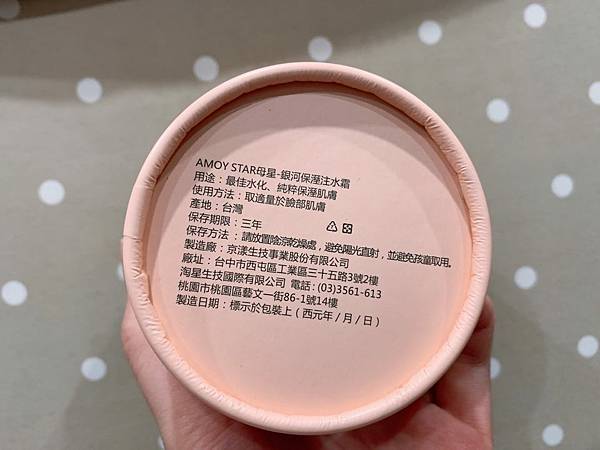 AMOY STAR母星-銀河保溼注水霜
用途：最佳水化、純粹保溼肌膚
使用方法：取適量於臉部肌膚
產地：台灣
保存期限：三年
保存方法：請放置陰涼乾燥處，避免陽光直射，並避免孩童取用。
製造廠：京漾生技事業股份有限公司
廠址：台中市西屯區工業區三十五路3號2樓
淘星生技國際有限公司 電話：(03)3561-613
桃園市桃園區藝文一街86-1號14樓
製造日期：標示於包裝上（西元年/月/日）